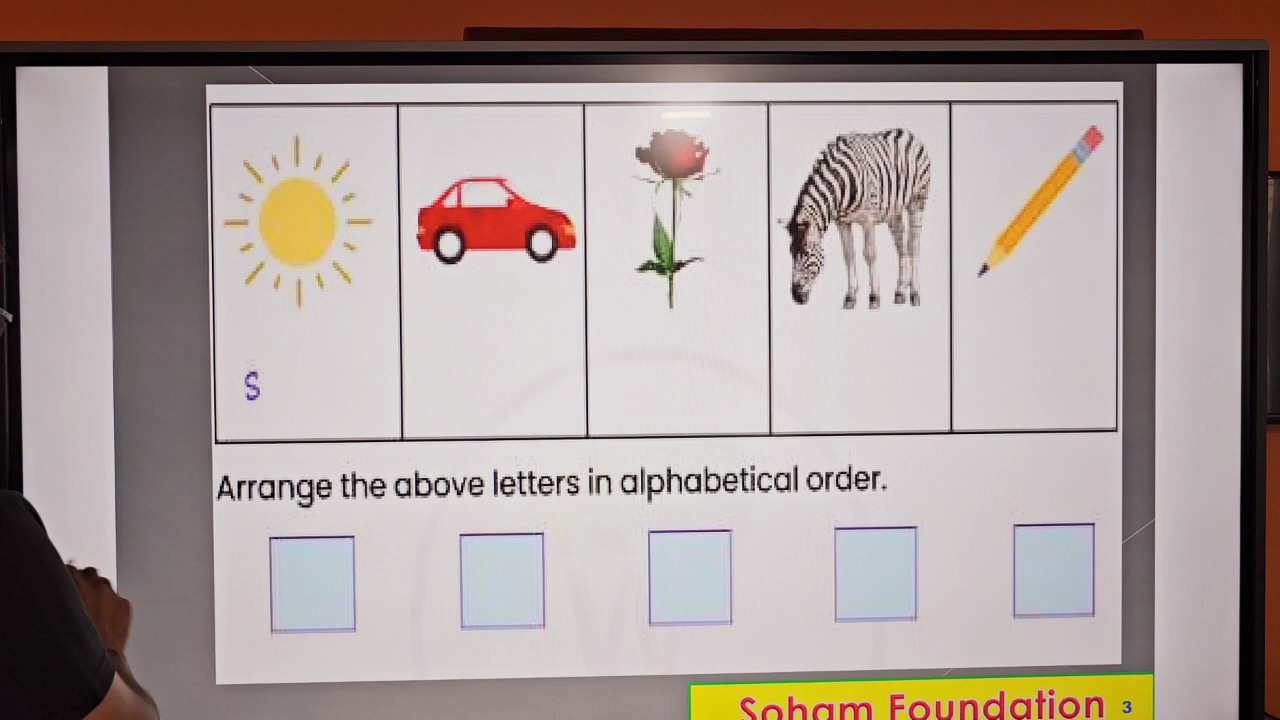 S
Arrange the above letters in alphabetical order.
Soham Foundation 3